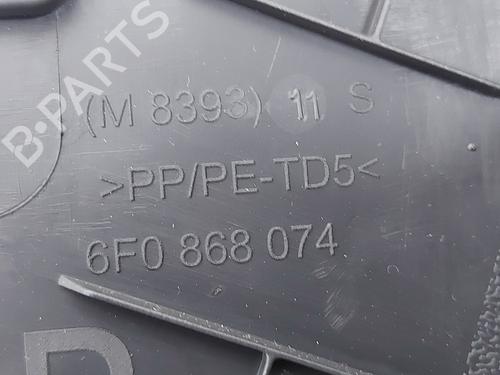 B-PARTS
(M 8393) 11 S
>PP/PE-TD5<
6F0 868 074